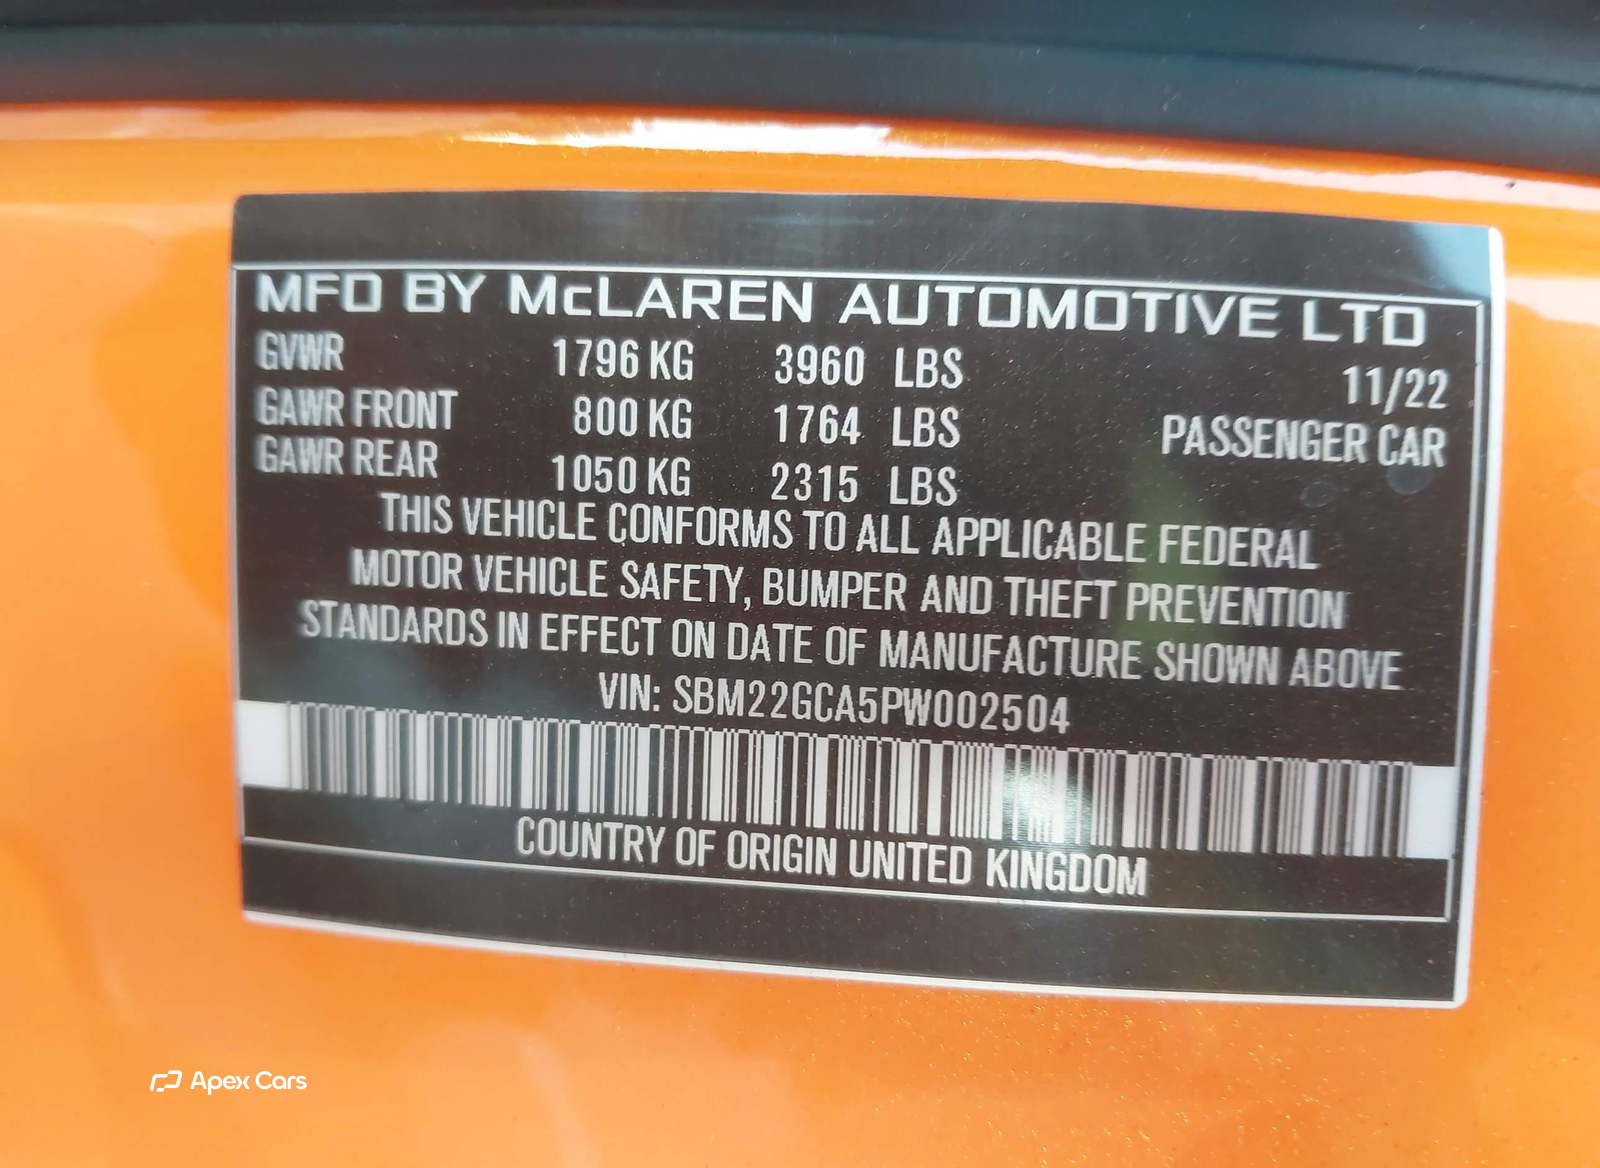 MFD BY McLAREN AUTOMOTIVE LTD
GVWR 1796 KG 3960 LBS 11/22
GAWR FRONT 800 KG 1764 LBS PASSENGER CAR
GAWR REAR 1050 KG 2315 LBS
THIS VEHICLE CONFORMS TO ALL APPLICABLE FEDERAL
MOTOR VEHICLE SAFETY, BUMPER AND THEFT PREVENTION
STANDARDS IN EFFECT ON DATE OF MANUFACTURE SHOWN ABOVE
VIN: SBM22GCA5PW002504
COUNTRY OF ORIGIN UNITED KINGDOM
Apex Cars